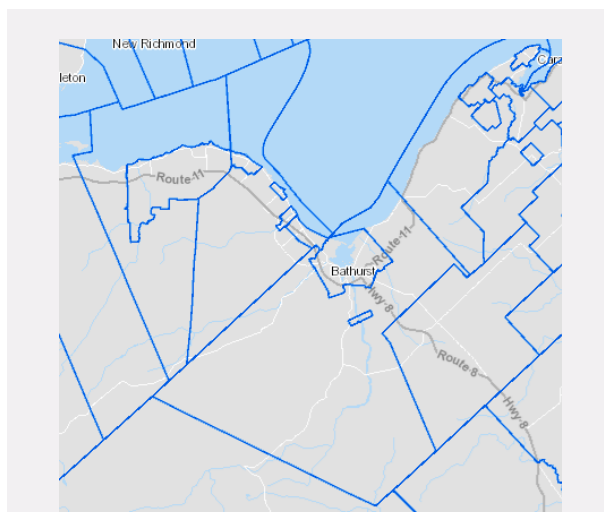 New Richmond
leton
Cara
Route-11
Route-11
Bathurst
Hwy-8
Route-8
Hwy-8